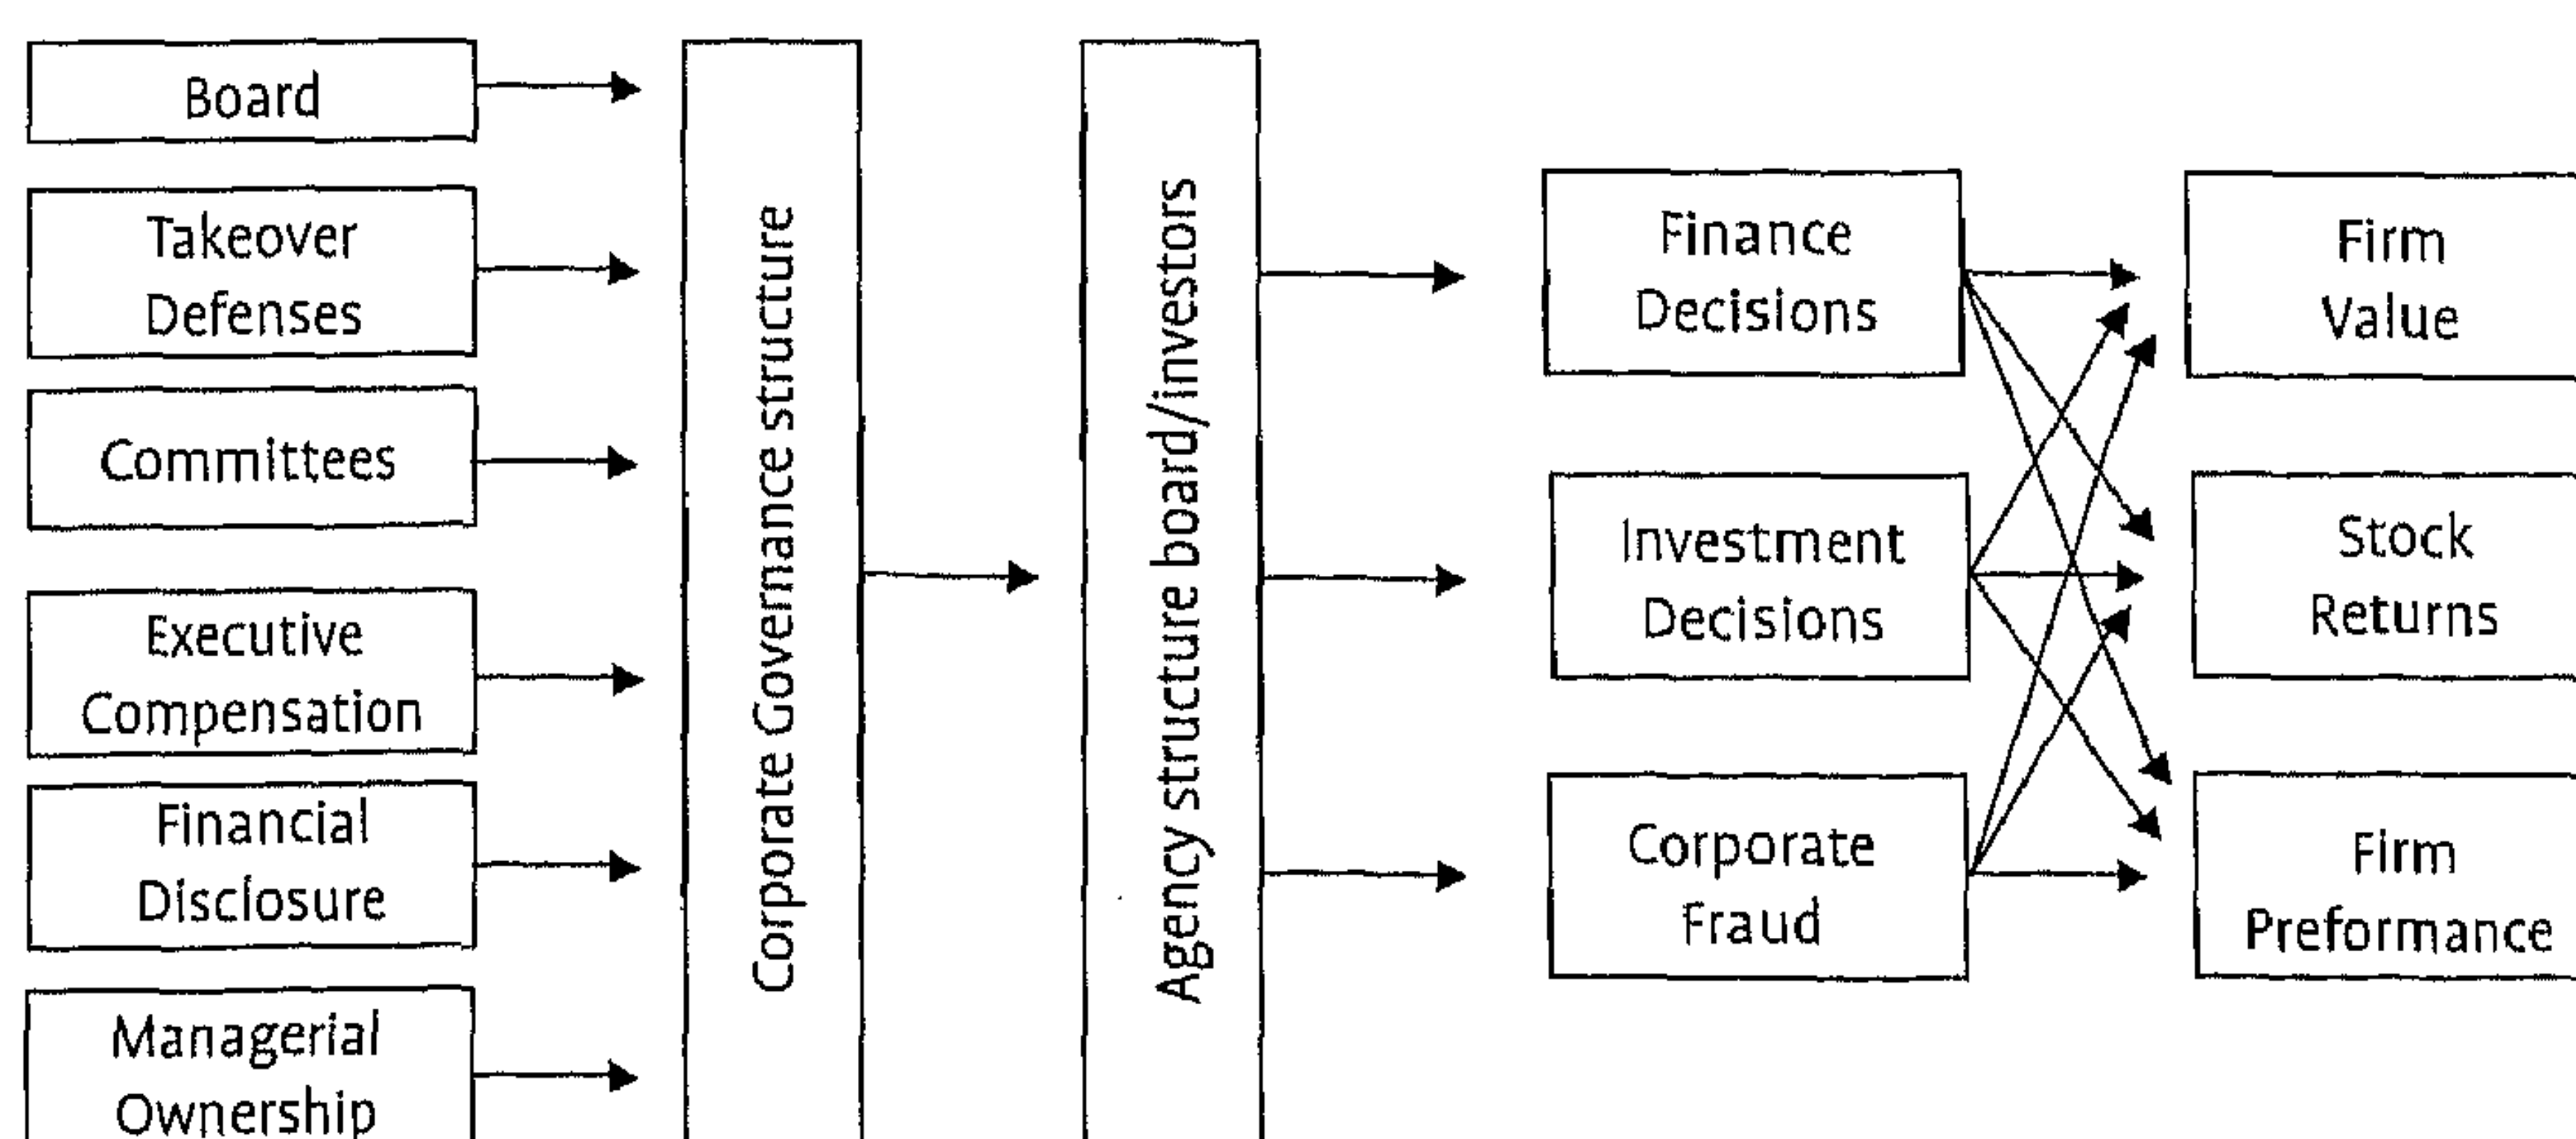 Board
Takeover
Defenses
Committees
Executive
Compensation
Financial
Disclosure
Managerial
Ownership
Corporate Governance structure
Agency structure board/investors
Finance
Decisions
Investment
Decisions
Corporate
Fraud
Firm
Value
Stock
Returns
Firm
Preformance